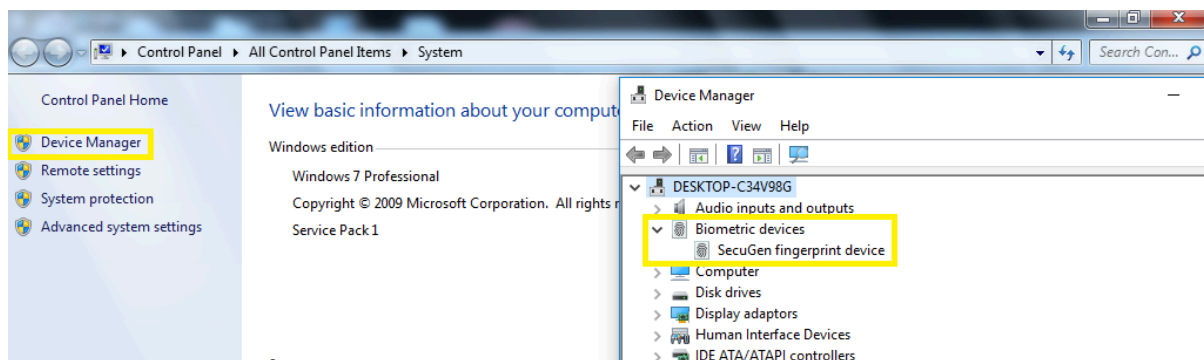 Control Panel All Control Panel Items System
Search Con...
Control Panel Home
Device Manager
Remote settings
System protection
Advanced system settings
View basic information about your comput
Windows edition
Windows 7 Professional
Copyright © 2009 Microsoft Corporation. All rights r
Service Pack 1
Device Manager
File Action View Help
DESKTOP-C34V98G
Audio inputs and outputs
Biometric devices
SecuGen fingerprint device
Computer
Disk drives
Display adaptors
Human Interface Devices
IDE ATA/ATAPI controllers